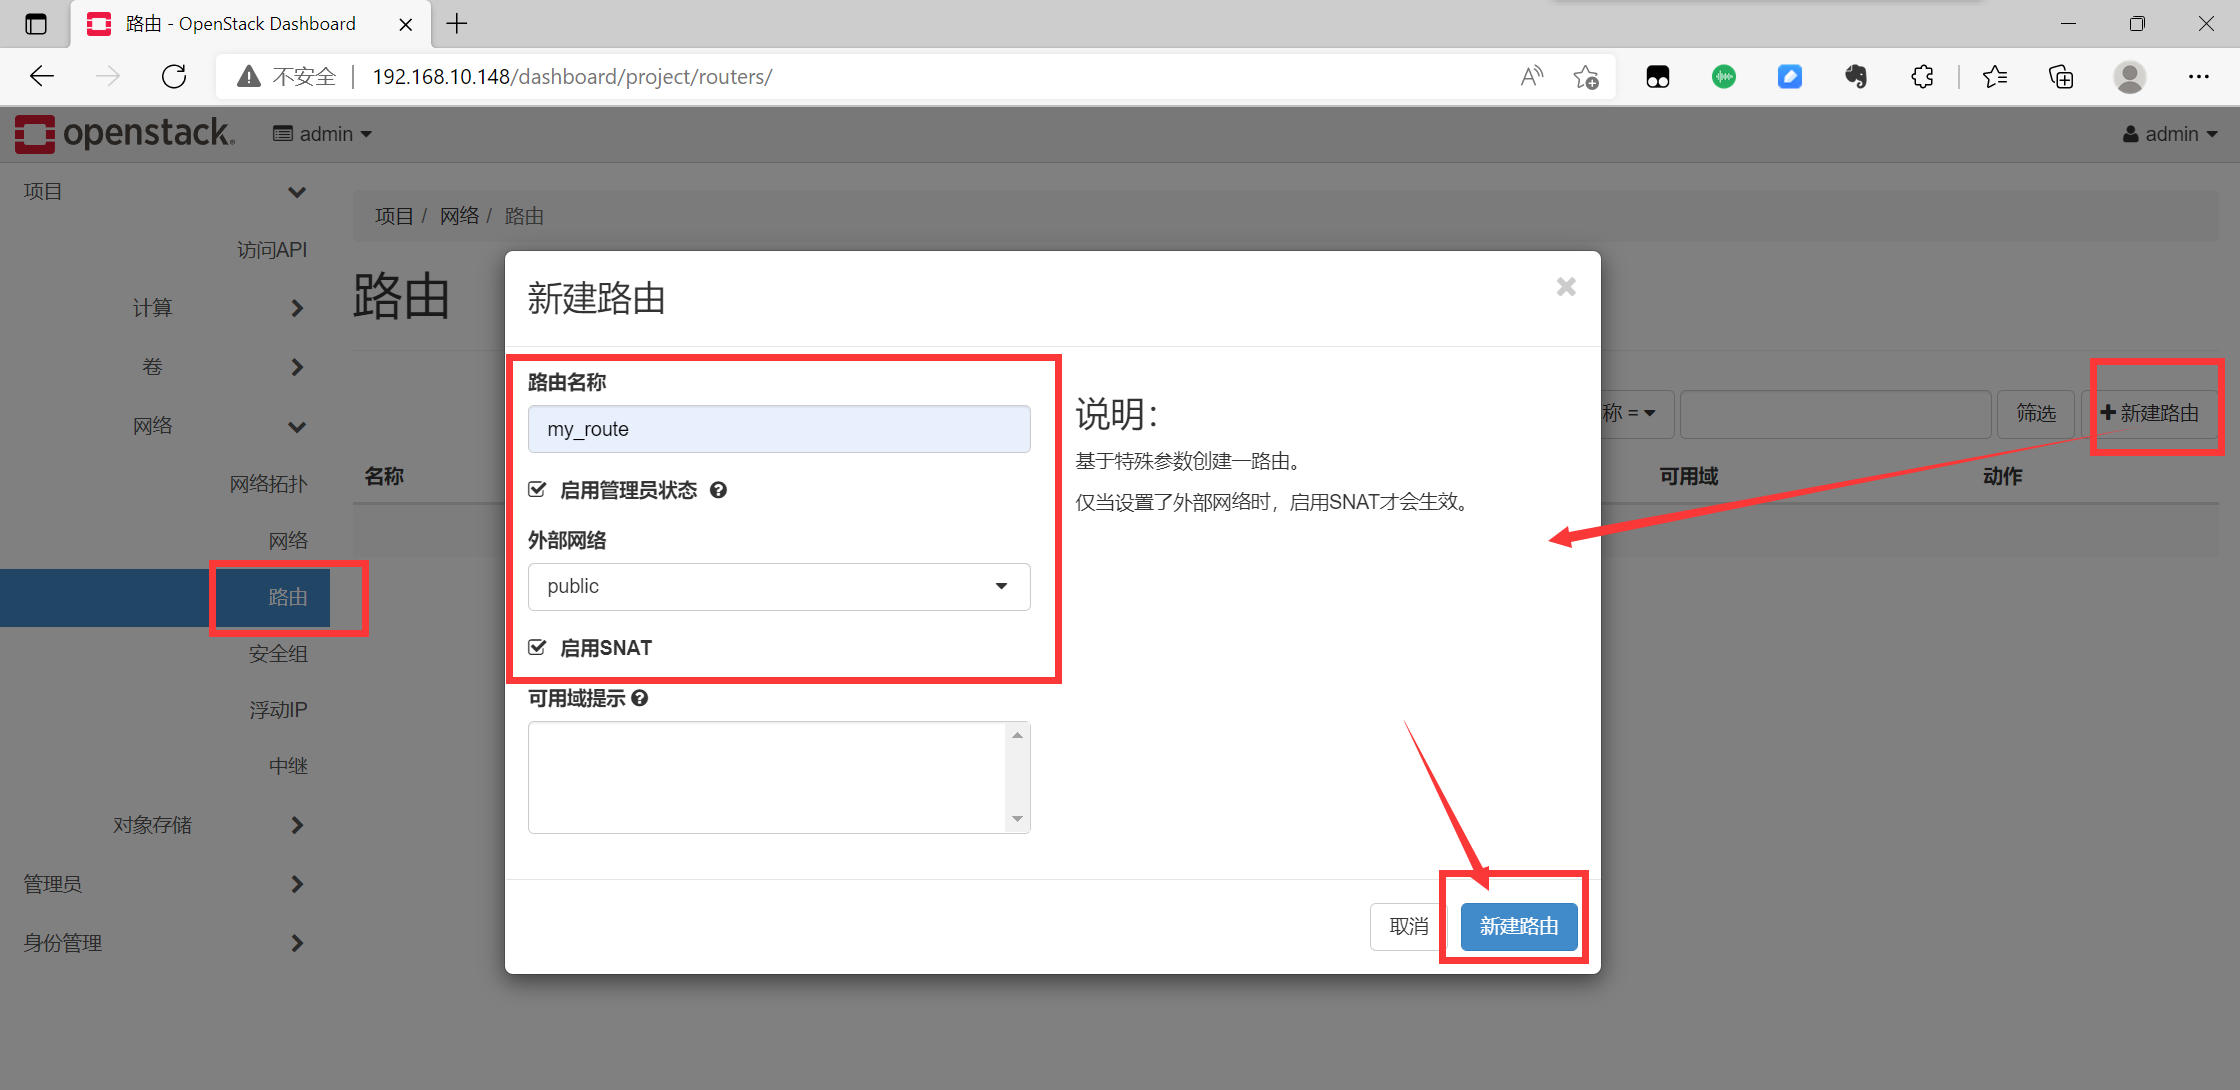 路由 - OpenStack Dashboard
不安全 192.168.10.148/dashboard/project/routers/
openstack. admin admin
项目
访问API
计算
卷
网络
网络拓扑
网络
路由
安全组
浮动IP
中继
对象存储
管理员
身份管理
项目 / 网络 / 路由
路由
称 = 筛选 新建路由
名称 可用域 动作
新建路由
路由名称
my_route
启用管理员状态
外部网络
public
启用SNAT
可用域提示
说明：
基于特殊参数创建一路由。
仅当设置了外部网络时，启用SNAT才会生效。
取消 新建路由